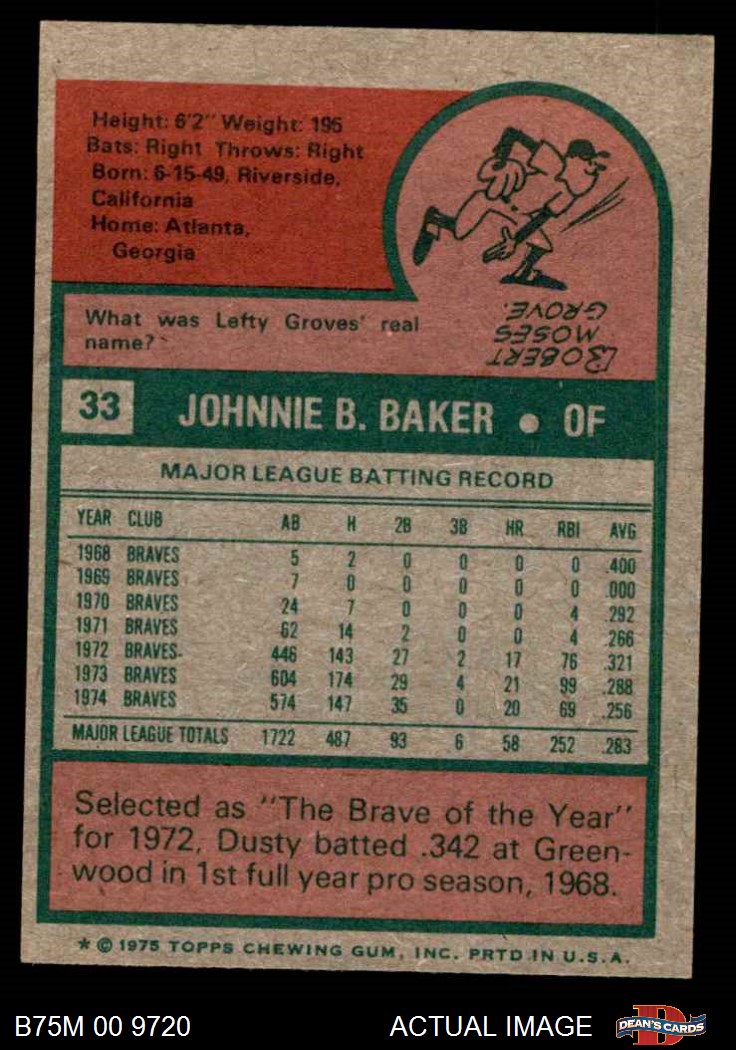 Height: 6'2" Weight: 195
Bats: Right Throws: Right
Born: 6-15-49, Riverside,
California
Home: Atlanta,
Georgia
What was Lefty Groves' real
name?
ROBERT
MOSES
GROVE.
33 JOHNNIE B. BAKER • OF
MAJOR LEAGUE BATTING RECORD
YEAR CLUB AB H 2B 3B HR RBI AVG
1968 BRAVES 5 2 0 0 0 0 .400
1969 BRAVES 7 0 0 0 0 0 .000
1970 BRAVES 24 7 0 0 0 4 .292
1971 BRAVES 62 14 2 0 0 4 .266
1972 BRAVES 446 143 27 2 17 76 .321
1973 BRAVES 604 174 29 4 21 99 .288
1974 BRAVES 574 147 35 0 20 69 .256
MAJOR LEAGUE TOTALS 1722 487 93 6 58 252 .283
Selected as "The Brave of the Year"
for 1972, Dusty batted .342 at Green-
wood in 1st full year pro season, 1968.
* © 1975 TOPPS CHEWING GUM, INC. PRTD IN U.S.A.
B75M 00 9720 ACTUAL IMAGE D DEAN'S CARDS